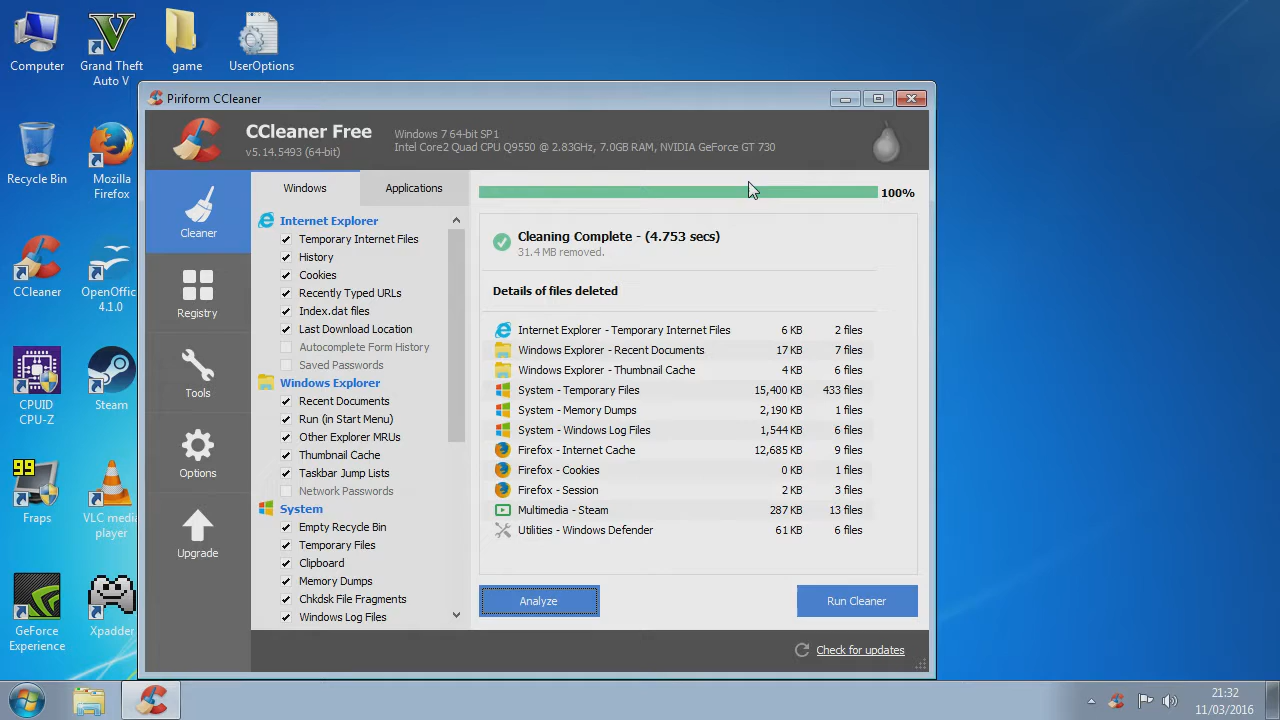 Computer
Grand Theft
Auto V
game
UserOptions
Recycle Bin
Mozilla
Firefox
CCleaner
OpenOffic
4.1.0
CPUID
CPU-Z
Steam
99
Fraps
VLC media
player
GeForce
Experience
Xpadder
Piriform CCleaner
CCleaner Free
v5.14.5493 (64-bit)
Windows 7 64-bit SP1
Intel Core2 Quad CPU Q9550 @ 2.83GHz, 7.0GB RAM, NVIDIA GeForce GT 730
Cleaner
Registry
Tools
Options
Upgrade
Windows
Applications
Internet Explorer
Temporary Internet Files
History
Cookies
Recently Typed URLs
Index.dat files
Last Download Location
Autocomplete Form History
Saved Passwords
Windows Explorer
Recent Documents
Run (in Start Menu)
Other Explorer MRUs
Thumbnail Cache
Taskbar Jump Lists
Network Passwords
System
Empty Recycle Bin
Temporary Files
Clipboard
Memory Dumps
Chkdsk File Fragments
Windows Log Files
100%
Cleaning Complete - (4.753 secs)
31.4 MB removed.
Details of files deleted
Internet Explorer - Temporary Internet Files 6 KB 2 files
Windows Explorer - Recent Documents 17 KB 7 files
Windows Explorer - Thumbnail Cache 4 KB 6 files
System - Temporary Files 15,400 KB 433 files
System - Memory Dumps 2,190 KB 1 files
System - Windows Log Files 1,544 KB 6 files
Firefox - Internet Cache 12,685 KB 9 files
Firefox - Cookies 0 KB 1 files
Firefox - Session 2 KB 3 files
Multimedia - Steam 287 KB 13 files
Utilities - Windows Defender 61 KB 6 files
Analyze
Run Cleaner
Check for updates
21:32
11/03/2016